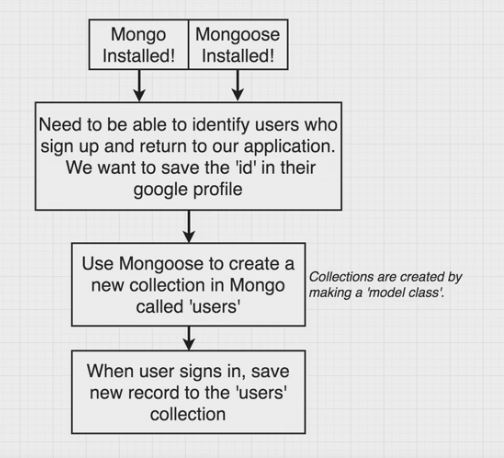 Mongo
Installed!
Mongoose
Installed!
Need to be able to identify users who
sign up and return to our application.
We want to save the 'id' in their
google profile
Use Mongoose to create a
new collection in Mongo
called 'users'
Collections are created by
making a 'model class'.
When user signs in, save
new record to the 'users'
collection